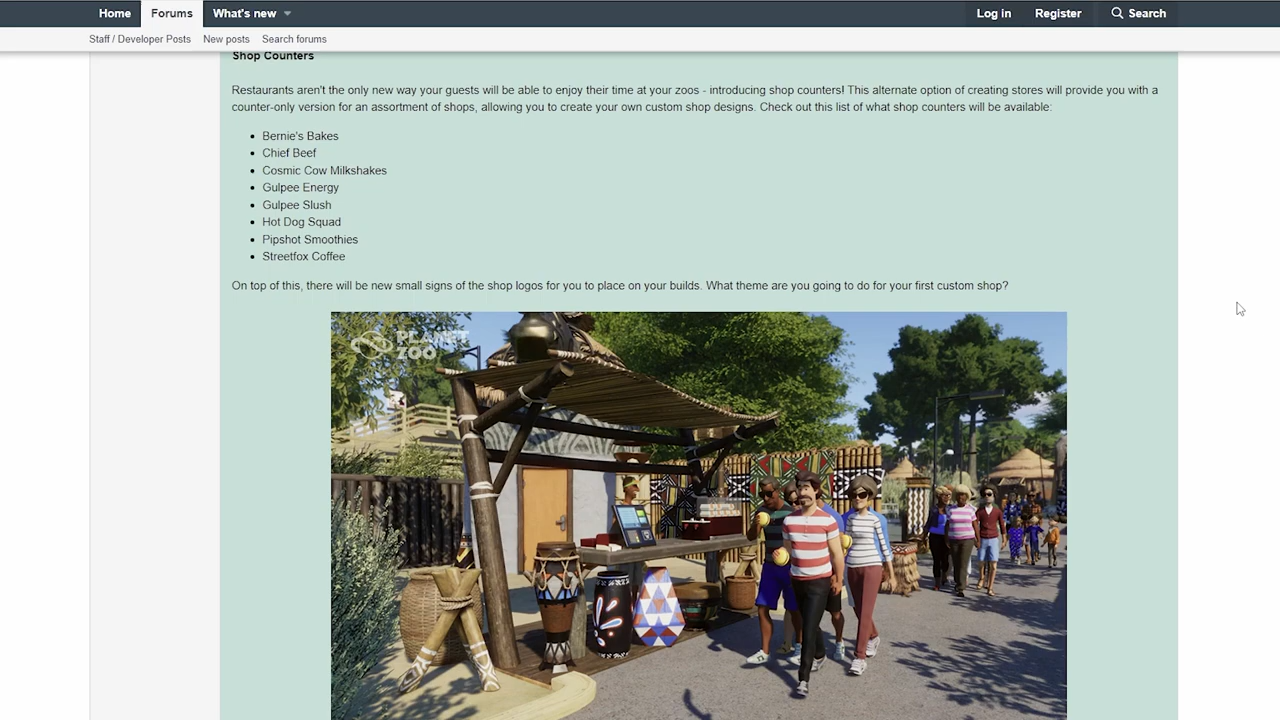 Home Forums What's new Log in Register Search
Staff / Developer Posts New posts Search forums
Shop Counters
Restaurants aren't the only new way your guests will be able to enjoy their time at your zoos - introducing shop counters! This alternate option of creating stores will provide you with a
counter-only version for an assortment of shops, allowing you to create your own custom shop designs. Check out this list of what shop counters will be available:
Bernie's Bakes
Chief Beef
Cosmic Cow Milkshakes
Gulpee Energy
Gulpee Slush
Hot Dog Squad
Pipshot Smoothies
Streetfox Coffee
On top of this, there will be new small signs of the shop logos for you to place on your builds. What theme are you going to do for your first custom shop?
PLANET
ZOO